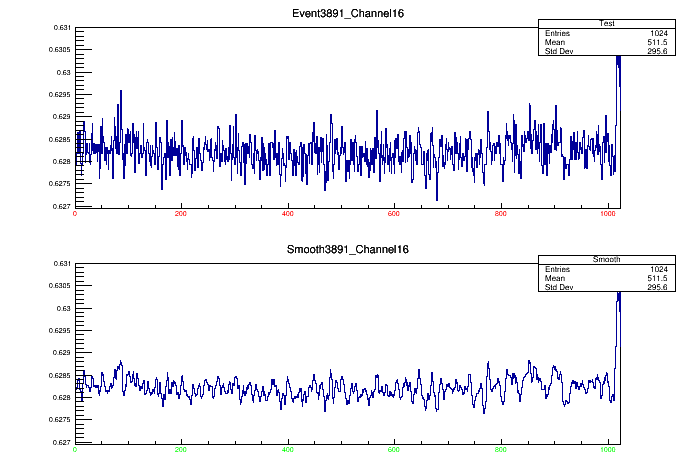 Event3891_Channel16
Test
Entries 1024
Mean 511.5
Std Dev 295.6
0.631
0.6305
0.63
0.6295
0.629
0.6285
0.628
0.6275
0.627
0 200 400 600 800 1000
Smooth3891_Channel16
Smooth
Entries 1024
Mean 511.5
Std Dev 295.6
0.631
0.6305
0.63
0.6295
0.629
0.6285
0.628
0.6275
0.627
0 200 400 600 800 1000